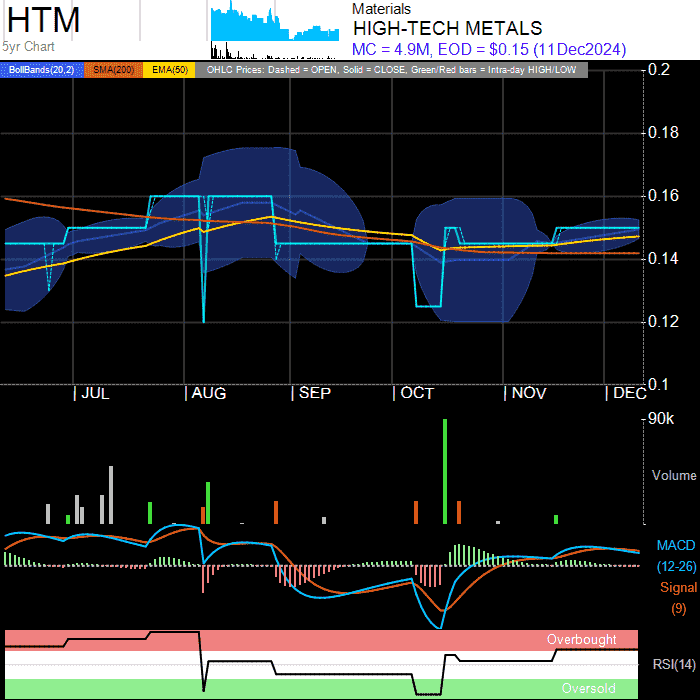 HTM
5yr Chart
Materials
HIGH-TECH METALS
MC = 4.9M, EOD = $0.15 (11Dec2024)
BollBands(20,2) SMA(200) EMA(50) OHLC Prices: Dashed = OPEN, Solid = CLOSE, Green/Red bars = Intra-day HIGH/LOW
0.2
0.18
0.16
0.14
0.12
0.1
| JUL | AUG | SEP | OCT | NOV | DEC
90k
Volume
MACD
(12-26)
Signal
(9)
Overbought
RSI(14)
Oversold